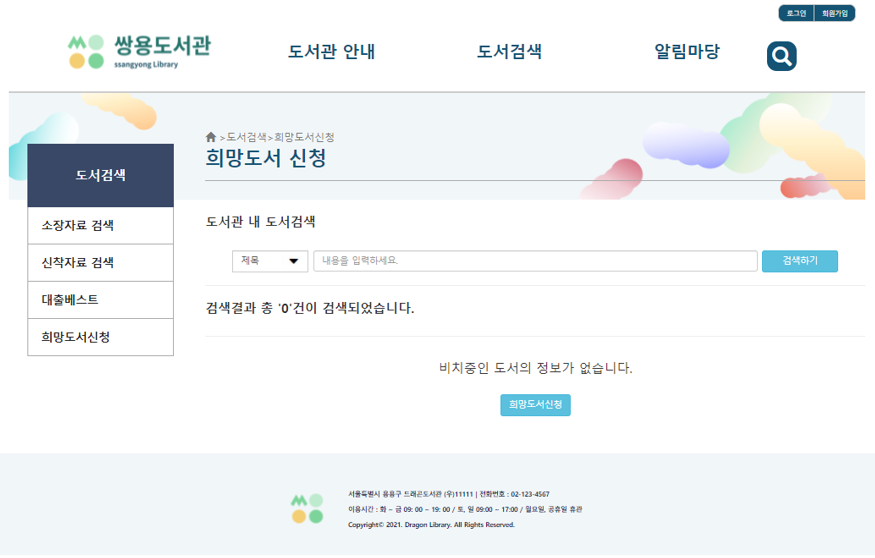 로그인 회원가입
쌍용도서관
ssangyong Library
도서관 안내 도서검색 알림마당
>도서검색>희망도서신청
희망도서 신청
도서검색
소장자료 검색
신착자료 검색
대출베스트
희망도서신청
도서관 내 도서검색
제목 내용을 입력하세요. 검색하기
검색결과 총 '0'건이 검색되었습니다.
비치중인 도서의 정보가 없습니다.
희망도서신청
서울특별시 용용구 드래곤도서관 (우)11111 | 전화번호 : 02-123-4567
이용시간 : 화 ~ 금 09: 00 ~ 19: 00 / 토, 일 09:00 ~ 17:00 / 월요일, 공휴일 휴관
Copyright© 2021. Dragon Library. All Rights Reserved.